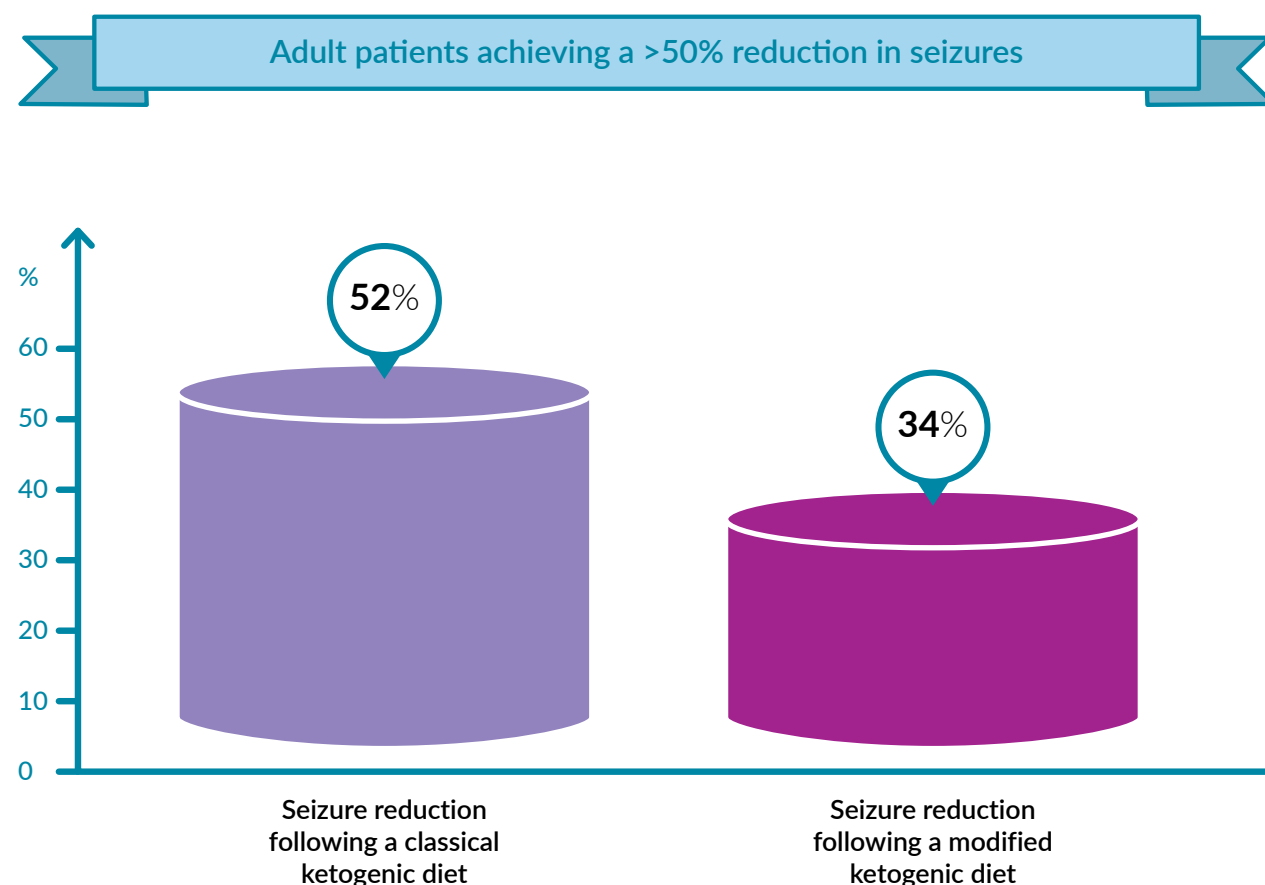 Adult patients achieving a >50% reduction in seizures
%
60
50
40
30
20
10
0
52%
34%
Seizure reduction
following a classical
ketogenic diet
Seizure reduction
following a modified
ketogenic diet